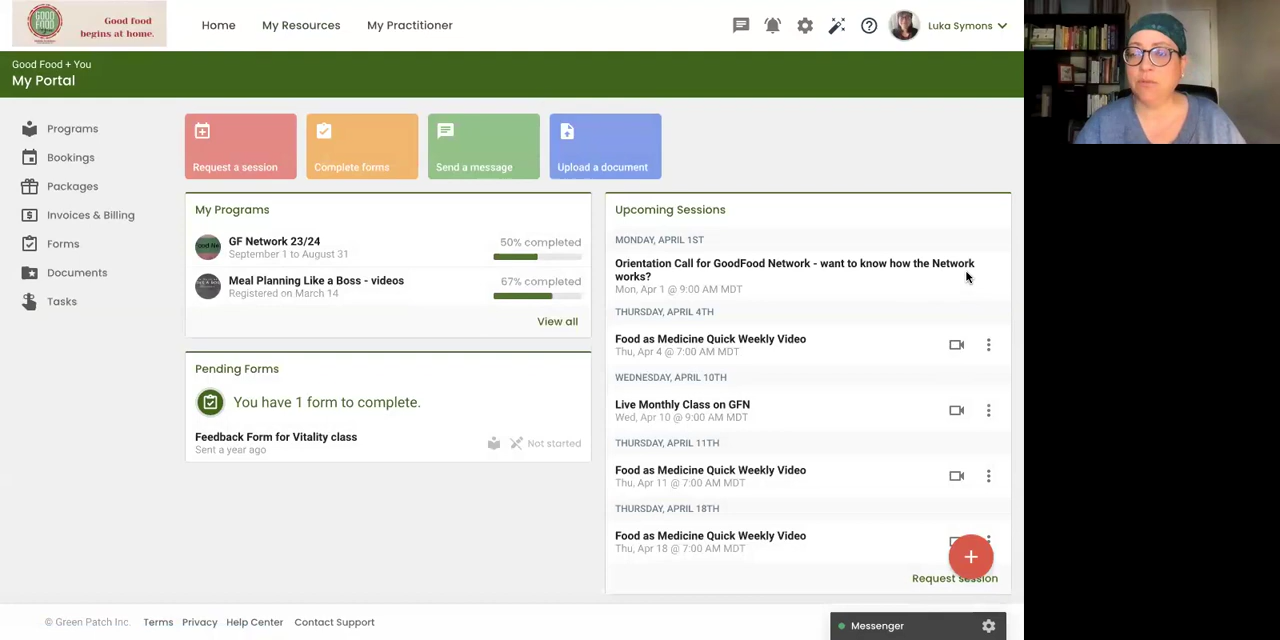 GOOD
FOOD
Good food
begins at home.
Home
My Resources
My Practitioner
Luka Symons
Good Food + You
My Portal
Programs
Bookings
Packages
Invoices & Billing
Forms
Documents
Tasks
Request a session
Complete forms
Send a message
Upload a document
My Programs
GF Network 23/24
September 1 to August 31
50% completed
Meal Planning Like a Boss - videos
Registered on March 14
67% completed
View all
Pending Forms
You have 1 form to complete.
Feedback Form for Vitality class
Sent a year ago
Not started
Upcoming Sessions
MONDAY, APRIL 1ST
Orientation Call for GoodFood Network - want to know how the Network
works?
Mon, Apr 1 @ 9:00 AM MDT
THURSDAY, APRIL 4TH
Food as Medicine Quick Weekly Video
Thu, Apr 4 @ 7:00 AM MDT
WEDNESDAY, APRIL 10TH
Live Monthly Class on GFN
Wed, Apr 10 @ 9:00 AM MDT
THURSDAY, APRIL 11TH
Food as Medicine Quick Weekly Video
Thu, Apr 11 @ 7:00 AM MDT
THURSDAY, APRIL 18TH
Food as Medicine Quick Weekly Video
Thu, Apr 18 @ 7:00 AM MDT
Request session
© Green Patch Inc.
Terms
Privacy
Help Center
Contact Support
Messenger